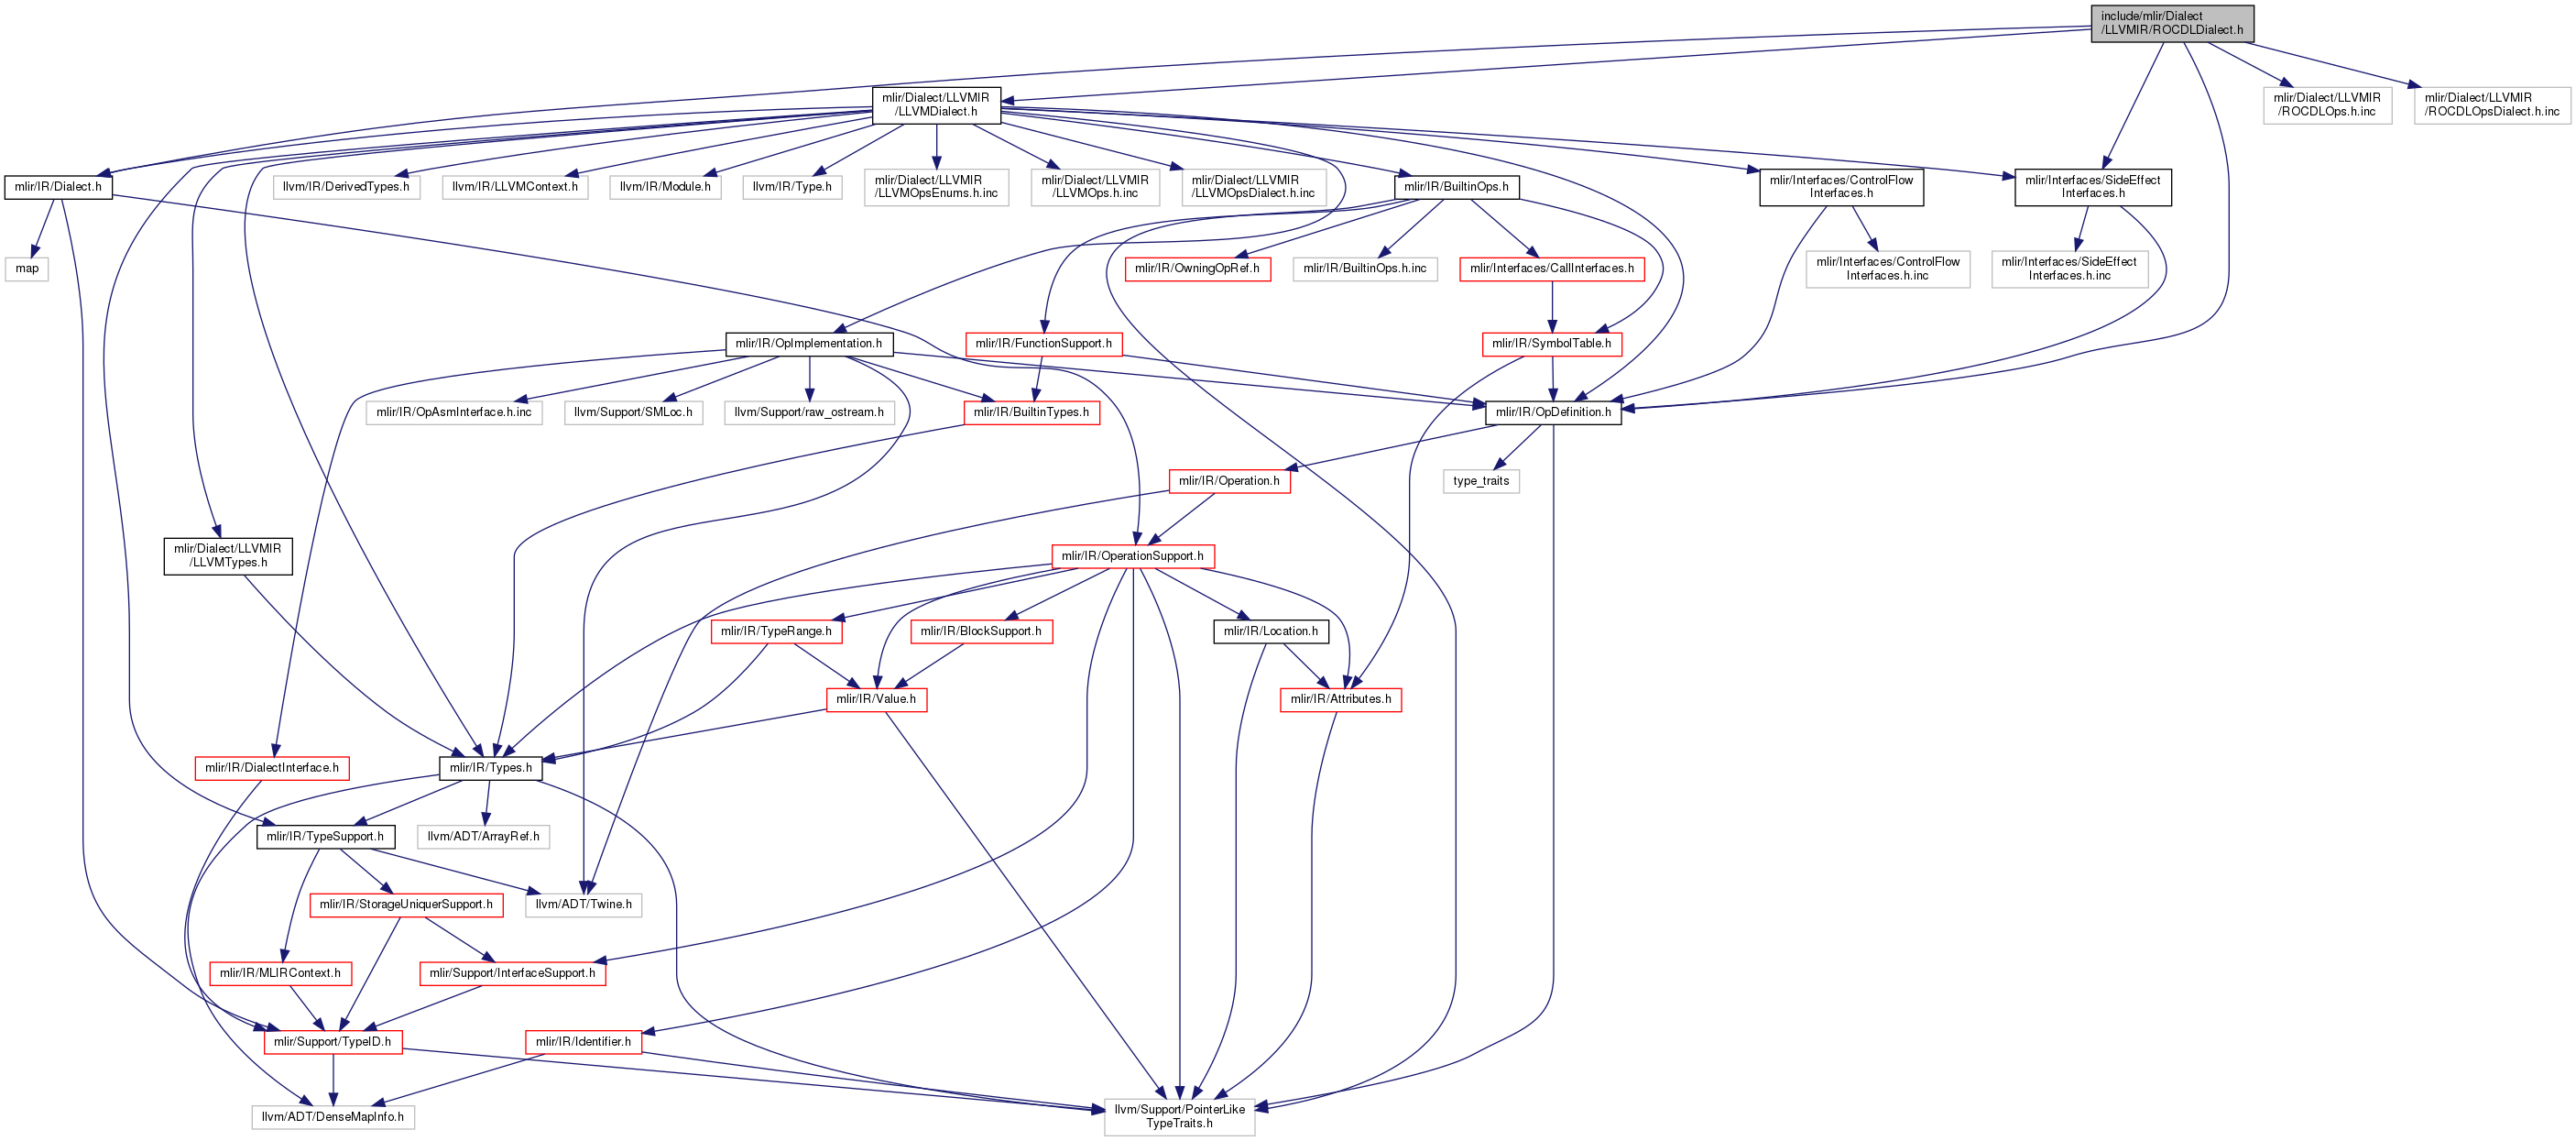 include/mlir/Dialect
/LLVMIR/ROCDLDialect.h
mlir/Dialect/LLVMIR
/LLVMDialect.h
mlir/Dialect/LLVMIR
/ROCDLOps.h.inc
mlir/Dialect/LLVMIR
/ROCDLOpsDialect.h.inc
mlir/IR/Dialect.h
llvm/IR/DerivedTypes.h
llvm/IR/LLVMContext.h
llvm/IR/Module.h
llvm/IR/Type.h
mlir/Dialect/LLVMIR
/LLVMOpsEnums.h.inc
mlir/Dialect/LLVMIR
/LLVMOps.h.inc
mlir/Dialect/LLVMIR
/LLVMOpsDialect.h.inc
mlir/IR/BuiltinOps.h
mlir/Interfaces/ControlFlow
Interfaces.h
mlir/Interfaces/SideEffect
Interfaces.h
map
mlir/IR/OwningOpRef.h
mlir/IR/BuiltinOps.h.inc
mlir/Interfaces/CallInterfaces.h
mlir/Interfaces/ControlFlow
Interfaces.h.inc
mlir/Interfaces/SideEffect
Interfaces.h.inc
mlir/IR/OpImplementation.h
mlir/IR/FunctionSupport.h
mlir/IR/SymbolTable.h
mlir/IR/OpAsmInterface.h.inc
llvm/Support/SMLoc.h
llvm/Support/raw_ostream.h
mlir/IR/BuiltinTypes.h
mlir/IR/OpDefinition.h
mlir/IR/Operation.h
type_traits
mlir/Dialect/LLVMIR
/LLVMTypes.h
mlir/IR/OperationSupport.h
mlir/IR/TypeRange.h
mlir/IR/BlockSupport.h
mlir/IR/Location.h
mlir/IR/Value.h
mlir/IR/Attributes.h
mlir/IR/DialectInterface.h
mlir/IR/Types.h
mlir/IR/TypeSupport.h
llvm/ADT/ArrayRef.h
mlir/IR/StorageUniquerSupport.h
llvm/ADT/Twine.h
mlir/IR/MLIRContext.h
mlir/Support/InterfaceSupport.h
mlir/Support/TypeID.h
mlir/IR/Identifier.h
llvm/ADT/DenseMapInfo.h
llvm/Support/PointerLike
TypeTraits.h